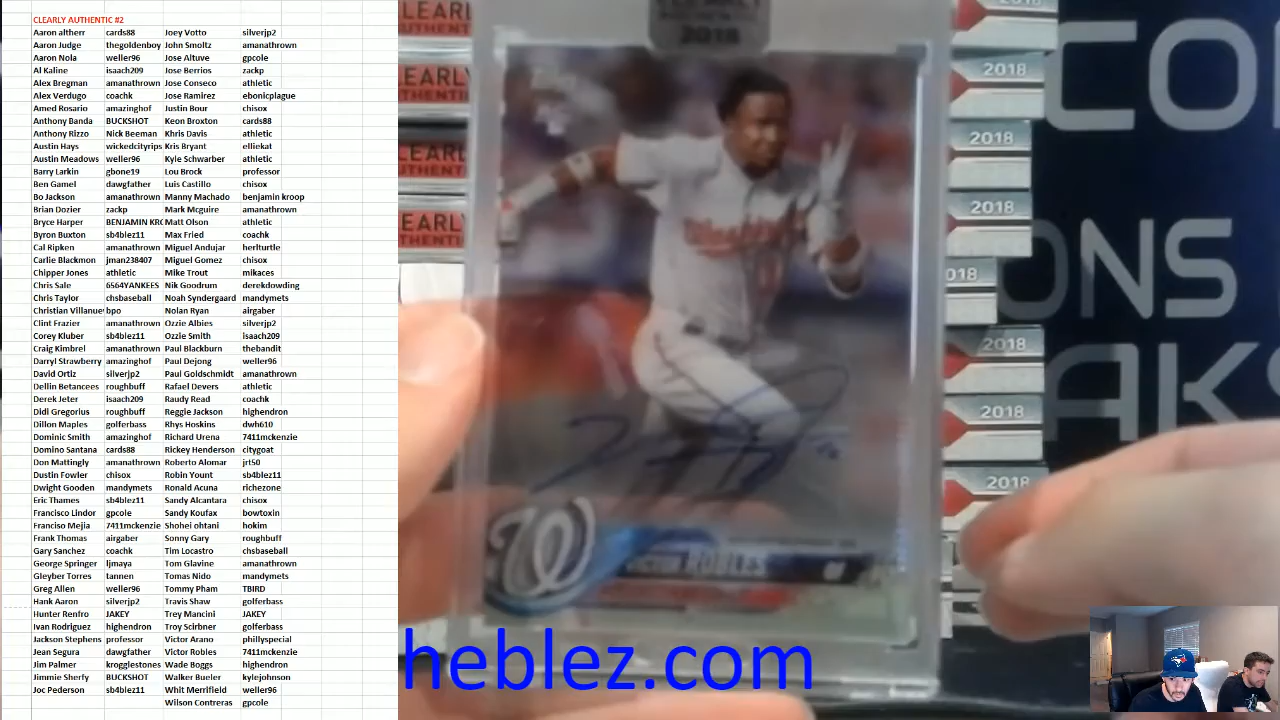 CLEARLY AUTHENTIC #2
Aaron altherr cards88 Joey Votto silverjp2
Aaron Judge thegoldenboy John Smoltz amanathrown
Aaron Nola weller96 Jose Altuve gpcole
Al Kaline isaach209 Jose Berrios zackp
Alex Bregman amanathrown Jose Conseco athletic
Alex Verdugo coachk Jose Ramirez ebonicplague
Amed Rosario amazinghof Justin Bour chisox
Anthony Banda BUCKSHOT Keon Broxton cards88
Anthony Rizzo Nick Beeman Khris Davis athletic
Austin Hays wickedcityrips Kris Bryant elliekat
Austin Meadows weller96 Kyle Schwarber athletic
Barry Larkin gbone19 Lou Brock professor
Ben Gamel dawgfather Luis Castillo chisox
Bo Jackson amanathrown Manny Machado benjamin kroop
Brian Dozier zackp Mark Mcguire amanathrown
Bryce Harper BENJAMIN KRO Matt Olson athletic
Byron Buxton sb4blez11 Max Fried coachk
Cal Ripken amanathrown Miguel Andujar herlturtle
Carlie Blackmon jman238407 Miguel Gomez chisox
Chipper Jones athletic Mike Trout mikaces
Chris Sale 6564YANKEES Nik Goodrum derekdowding
Chris Taylor chsbaseball Noah Syndergaard mandymets
Christian Villanuev bpo Nolan Ryan airgaber
Clint Frazier amanathrown Ozzie Albies silverjp2
Corey Kluber sb4blez11 Ozzie Smith isaach209
Craig Kimbrel amanathrown Paul Blackburn thebandit
Darryl Strawberry amazinghof Paul Dejong weller96
David Ortiz silverjp2 Paul Goldschmidt amanathrown
Dellin Betancees roughbuff Rafael Devers athletic
Derek Jeter isaach209 Raudy Read coachk
Didi Gregorius roughbuff Reggie Jackson highendron
Dillon Maples golferbass Rhys Hoskins dwh610
Dominic Smith amazinghof Richard Urena 7411mckenzie
Domino Santana cards88 Rickey Henderson citygoat
Don Mattingly amanathrown Roberto Alomar jrt50
Dustin Fowler chisox Robin Yount sb4blez11
Dwight Gooden mandymets Ronald Acuna richezone
Eric Thames sb4blez11 Sandy Alcantara chisox
Francisco Lindor gpcole Sandy Koufax bowtoxin
Franciso Mejia 7411mckenzie Shohei ohtani hokim
Frank Thomas airgaber Sonny Gary roughbuff
Gary Sanchez coachk Tim Locastro chsbaseball
George Springer ljmaya Tom Glavine amanathrown
Gleyber Torres tannen Tomas Nido mandymets
Greg Allen weller96 Tommy Pham TBIRD
Hank Aaron silverjp2 Travis Shaw golferbass
Hunter Renfro JAKEY Trey Mancini JAKEY
Ivan Rodriguez highendron Troy Scirbner golferbass
Jackson Stephens professor Victor Arano phillyspecial
Jean Segura dawgfather Victor Robles 7411mckenzie
Jim Palmer krogglestones Wade Boggs highendron
Jimmie Sherfy BUCKSHOT Walker Bueler kylejohnson
Joc Pederson sb4blez11 Whit Merrifield weller96
Wilson Contreras gpcole
CLEARLY
AUTHENTIC
CLEARLY
AUTHENTIC
LEARLY
CLEARLY
2018
2018
2018
2018
2018
018
2018
2018
2018
VICTOR ROBLES
CO
ONS
AKS
heblez.com